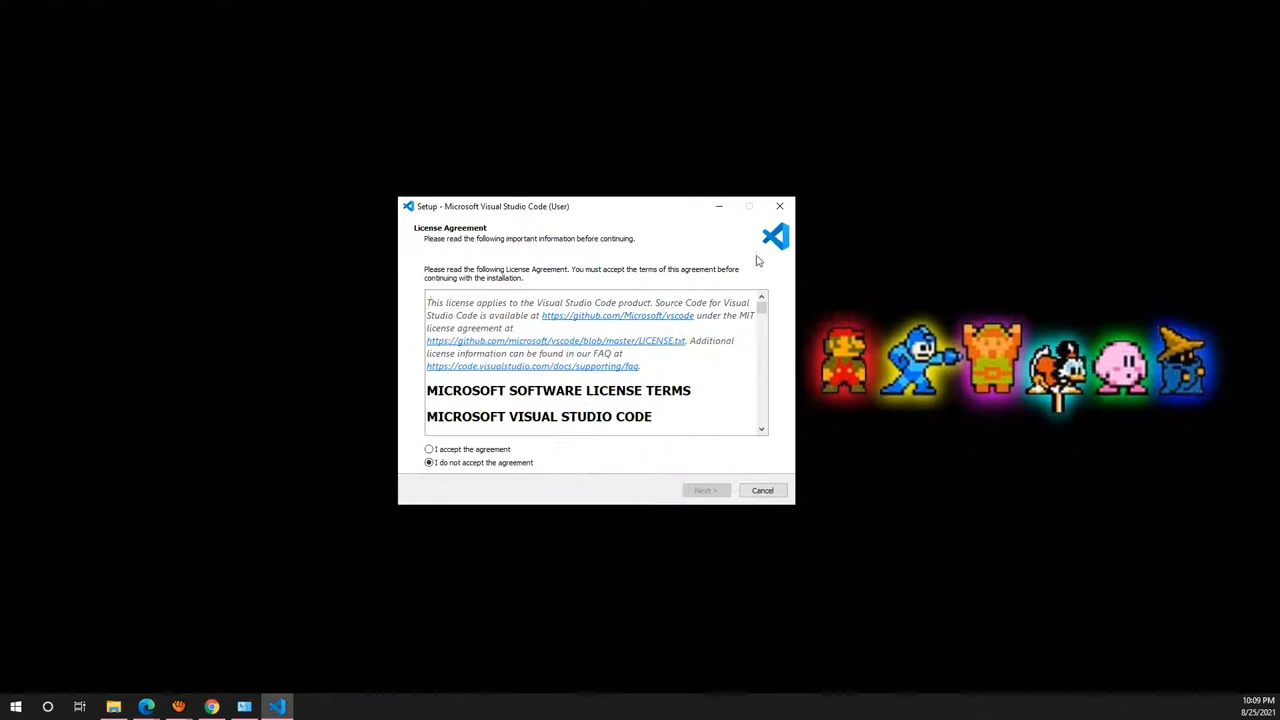 Setup - Microsoft Visual Studio Code (User)
License Agreement
Please read the following important information before continuing.
Please read the following License Agreement. You must accept the terms of this agreement before
continuing with the installation.
This license applies to the Visual Studio Code product. Source Code for Visual
Studio Code is available at https://github.com/Microsoft/vscode under the MIT
license agreement at
https://github.com/microsoft/vscode/blob/master/LICENSE.txt. Additional
license information can be found in our FAQ at
https://code.visualstudio.com/docs/supporting/faq.
MICROSOFT SOFTWARE LICENSE TERMS
MICROSOFT VISUAL STUDIO CODE
I accept the agreement
I do not accept the agreement
Next >
Cancel
10:09 PM
8/25/2021